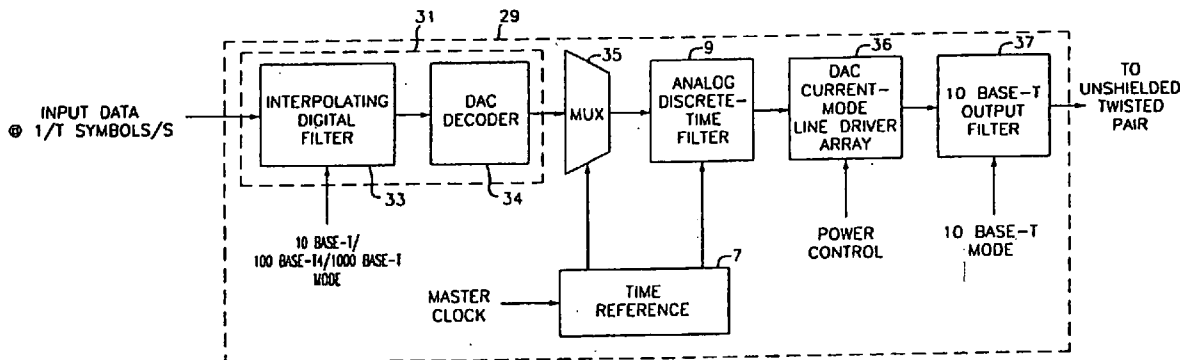 31
29
INPUT DATA
@ 1/T SYMBOLS/S
INTERPOLATING
DIGITAL
FILTER
33
DAC
DECODER
34
35
MUX
9
ANALOG
DISCRETE-
TIME
FILTER
36
DAC
CURRENT-
MODE
LINE DRIVER
ARRAY
37
10 BASE-T
OUTPUT
FILTER
TO
UNSHIELDED
TWISTED
PAIR
10 BASE-T/
100 BASE-T4/1000 BASE-T
MODE
POWER
CONTROL
10 BASE-T
MODE
7
MASTER
CLOCK
TIME
REFERENCE